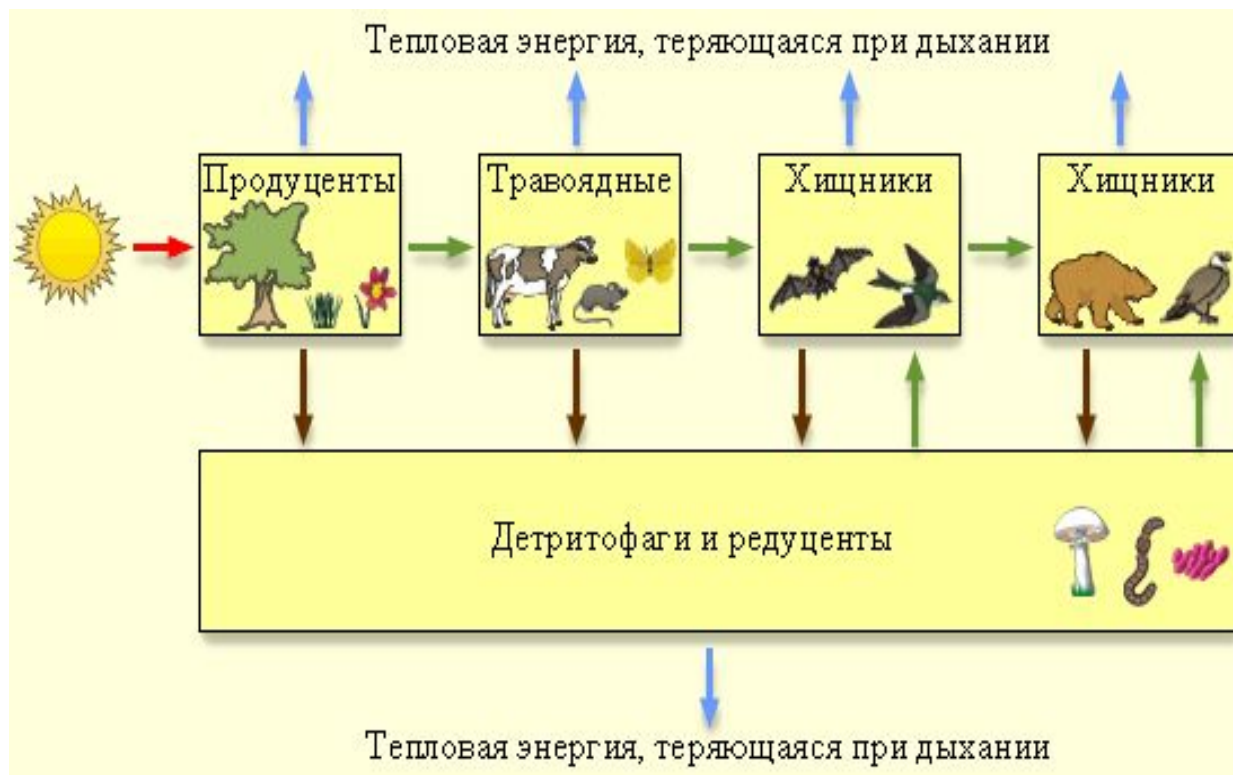 Тепловая энергия, теряющаяся при дыхании
Продуценты
Травоядные
Хищники
Хищники
Детритофаги и редуценты
Тепловая энергия, теряющаяся при дыхании